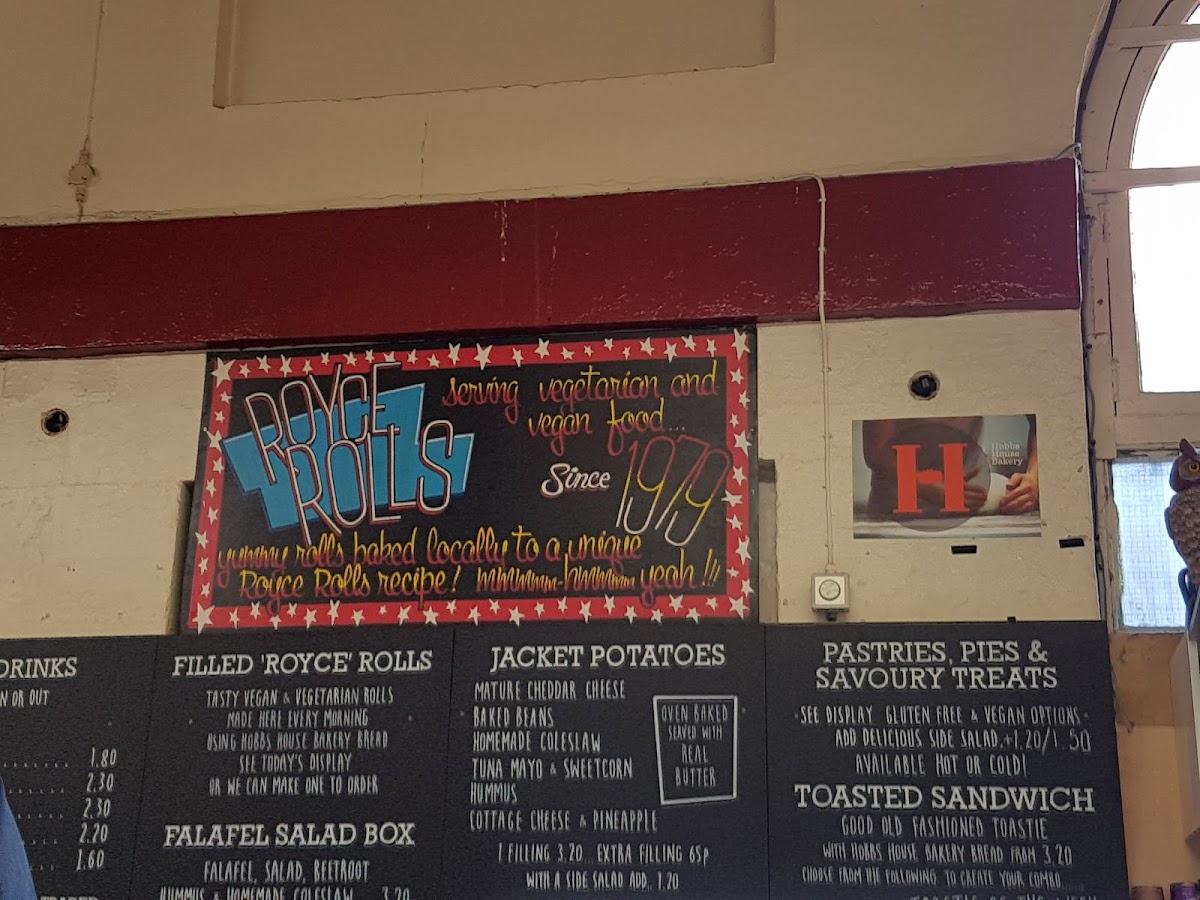 ROYCE
ROLLS
serving vegetarian and
vegan food...
Since 1979
yummy rolls baked locally to a unique
Royce Rolls recipe! mmmmm-hmmmm yeah!!!
H
Hobbs
House
Bakery
DRINKS
N OR OUT
1.80
2.30
2.30
2.20
1.60
FILLED 'ROYCE' ROLLS
TASTY VEGAN & VEGETARIAN ROLLS
MADE HERE EVERY MORNING
USING HOBBS HOUSE BAKERY BREAD
SEE TODAY'S DISPLAY
OR WE CAN MAKE ONE TO ORDER
FALAFEL SALAD BOX
FALAFEL, SALAD, BEETROOT
HUMMUS & HOMEMADE COLESLAW 3.20
JACKET POTATOES
MATURE CHEDDAR CHEESE
BAKED BEANS
HOMEMADE COLESLAW
TUNA MAYO & SWEETCORN
HUMMUS
COTTAGE CHEESE & PINEAPPLE
OVEN BAKED
SERVED WITH
REAL
BUTTER
1 FILLING 3.20... EXTRA FILLING 65p
WITH A SIDE SALAD ADD.. 1.20
PASTRIES, PIES &
SAVOURY TREATS
SEE DISPLAY GLUTEN FREE & VEGAN OPTIONS
ADD DELICIOUS SIDE SALAD.+1.20/1.50
AVAILABLE HOT OR COLD!
TOASTED SANDWICH
GOOD OLD FASHIONED TOASTIE
WITH HOBBS HOUSE BAKERY BREAD FROM 3.20
CHOOSE FROM THE FOLLOWING TO CREATE YOUR COMBO......